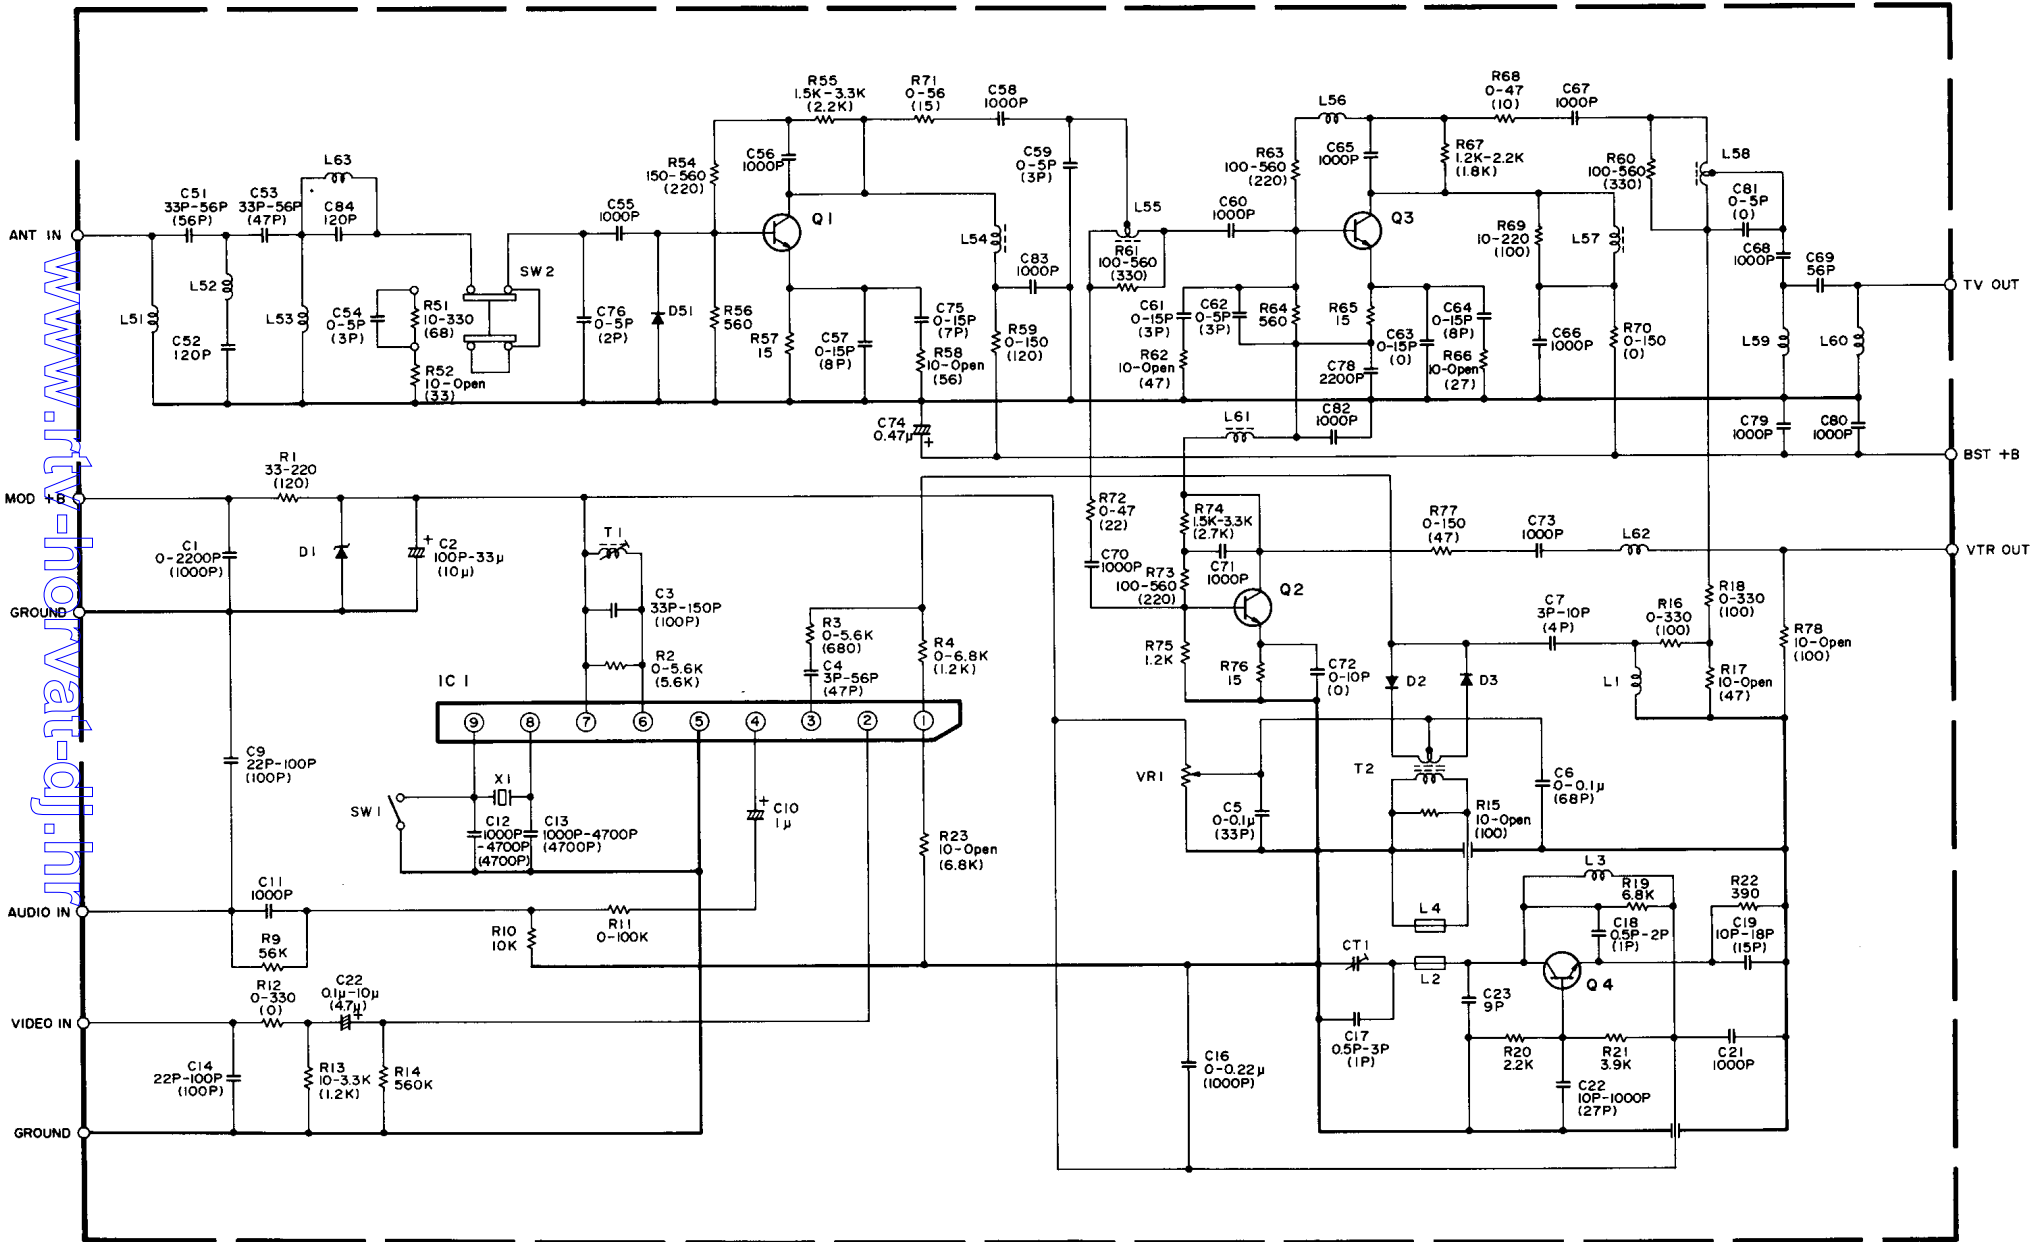 R55
1.5K-3.3K
(2.2K)
R71
0-56
(15)
C58
1000P
L56
R68
0-47
(10)
C67
1000P
L63
C51
33P-56P
(56P)
C53
33P-56P
(47P)
C84
120P
R54
150-560
(220)
C56
1000P
C59
0-5P
(3P)
R63
100-560
(220)
C65
1000P
R67
1.2K-2.2K
(1.8K)
R60
100-560
(330)
L58
C81
0-5P
(0)
ANT IN
C55
1000P
Q1
L54
L55
C60
1000P
Q3
R69
10-220
(100)
L57
C68
1000P
C69
56P
TV OUT
L51
L52
C52
120P
L53
C54
0-5P
(3P)
R51
10-330
(68)
R52
10-Open
(33)
SW2
C76
0-5P
(2P)
D51
R56
560
R57
15
C57
0-15P
(8P)
C75
0-15P
(7P)
R58
10-Open
(56)
C83
1000P
R59
0-150
(120)
R61
100-560
(330)
C61
0-15P
(3P)
R62
10-Open
(47)
C62
0-5P
(3P)
R64
560
R65
15
C78
2200P
C63
0-15P
(0)
C64
0-15P
(8P)
R66
10-Open
(27)
C66
1000P
R70
0-150
(0)
L59
L60
C74
0.47μ
+
L61
C82
1000P
C79
1000P
C80
1000P
BST +B
MOD +B
R1
33-220
(120)
C1
0-2200P
(1000P)
D1
+
C2
100P-33μ
(10μ)
GROUND
T1
C3
33P-150P
(100P)
R2
0-5.6K
(5.6K)
R3
0-5.6K
(680)
C4
3P-56P
(47P)
R4
0-6.8K
(1.2K)
R72
0-47
(22)
C70
1000P
R74
1.5K-3.3K
(2.7K)
C71
1000P
R73
100-560
(220)
Q2
R75
1.2K
R76
15
C72
0-10P
(0)
R77
0-150
(47)
C73
1000P
L62
VTR OUT
C7
3P-10P
(4P)
R16
0-330
(100)
R18
0-330
(100)
R78
10-Open
(100)
D2
D3
L1
R17
10-Open
(47)
IC1
9 8 7 6 5 4 3 2 1
C9
22P-100P
(100P)
SW1
X1
C12
1000P
-4700P
(4700P)
C13
1000P-4700P
(4700P)
+
C10
1μ
R23
10-Open
(6.8K)
VR1
C5
0-0.1μ
(33P)
T2
R15
10-Open
(100)
C6
0-0.1μ
(68P)
AUDIO IN
C11
1000P
R9
56K
R10
10K
R11
0-100K
L3
R19
6.8K
R22
390
C18
0.5P-2P
(1P)
C19
10P-18P
(15P)
L4
CT1
L2
Q4
VIDEO IN
R12
0-330
(0)
C22
0.1μ-10μ
(4.7μ)
+
C14
22P-100P
(100P)
R13
10-3.3K
(1.2K)
R14
560K
C16
0-0.22μ
(1000P)
C17
0.5P-3P
(1P)
C23
9P
R20
2.2K
R21
3.9K
C22
10P-1000P
(27P)
C21
1000P
GROUND
www.rtv-horvat-dj.hr